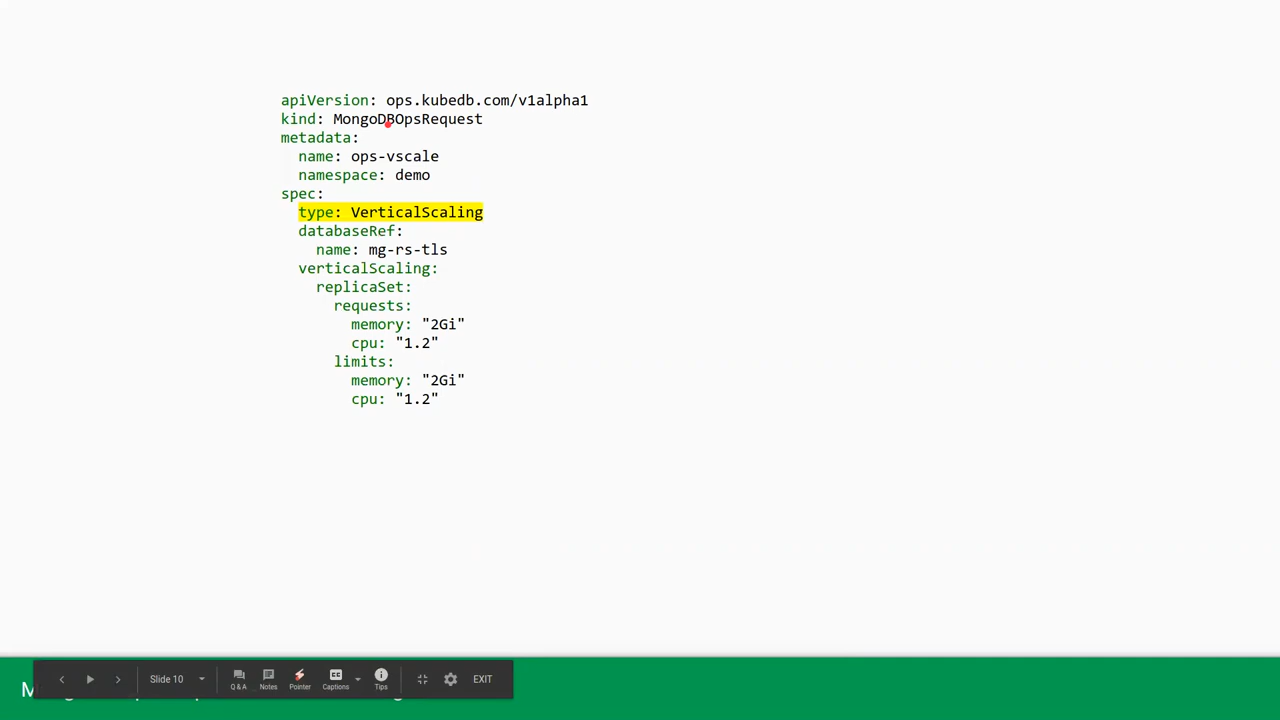 apiVersion: ops.kubedb.com/v1alpha1
kind: MongoDBOpsRequest
metadata:
  name: ops-vscale
  namespace: demo
spec:
  type: VerticalScaling
  databaseRef:
    name: mg-rs-tls
  verticalScaling:
    replicaSet:
      requests:
        memory: "2Gi"
        cpu: "1.2"
      limits:
        memory: "2Gi"
        cpu: "1.2"
Slide 10
Q & A
Notes
Pointer
CC
Captions
Tips
EXIT